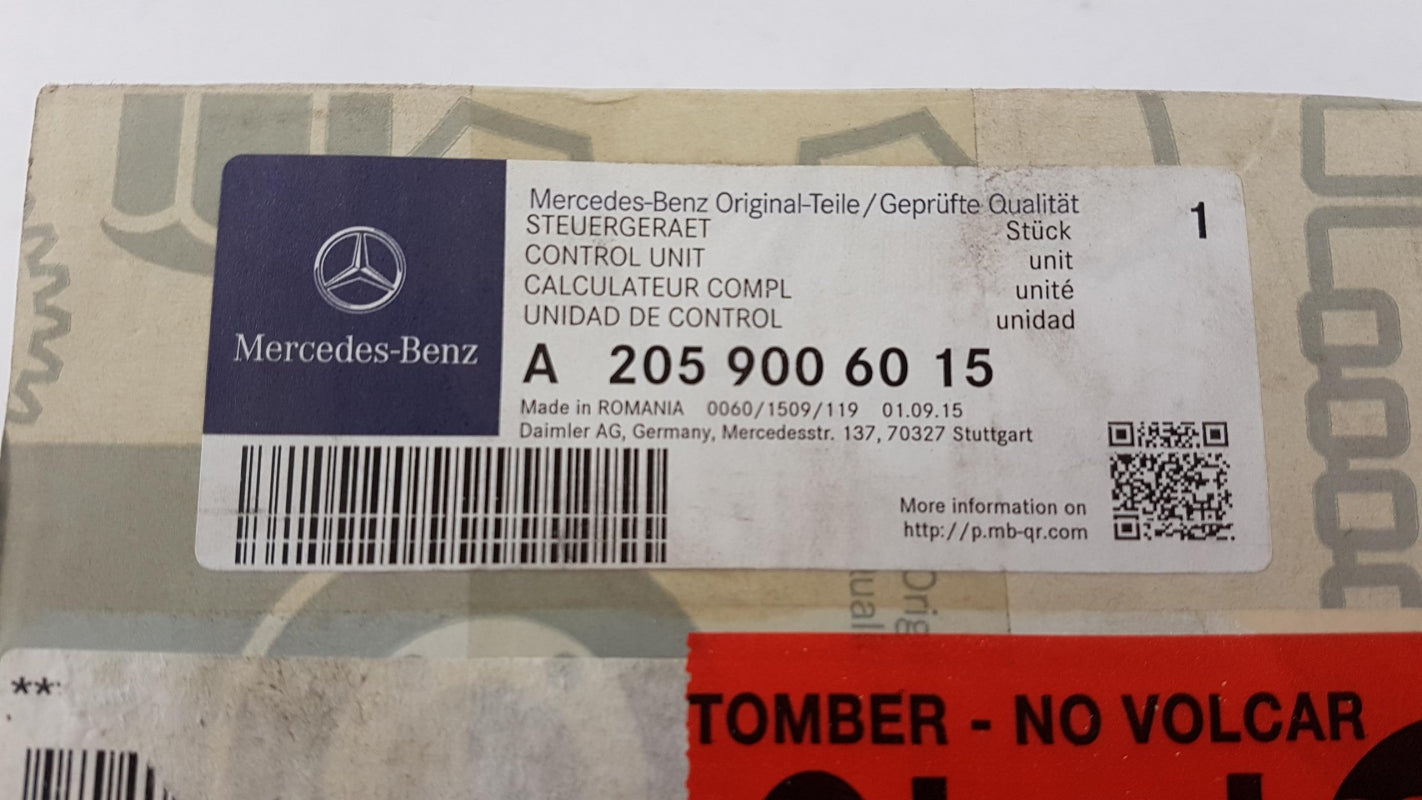 Mercedes-Benz
Mercedes-Benz Original-Teile/Geprüfte Qualität
STEUERGERAET Stück 1
CONTROL UNIT unit
CALCULATEUR COMPL unité
UNIDAD DE CONTROL unidad
A 205 900 60 15
Made in ROMANIA 0060/1509/119 01.09.15
Daimler AG, Germany, Mercedesstr. 137, 70327 Stuttgart
More information on
http://p.mb-qr.com
**
TOMBER - NO VOLCAR